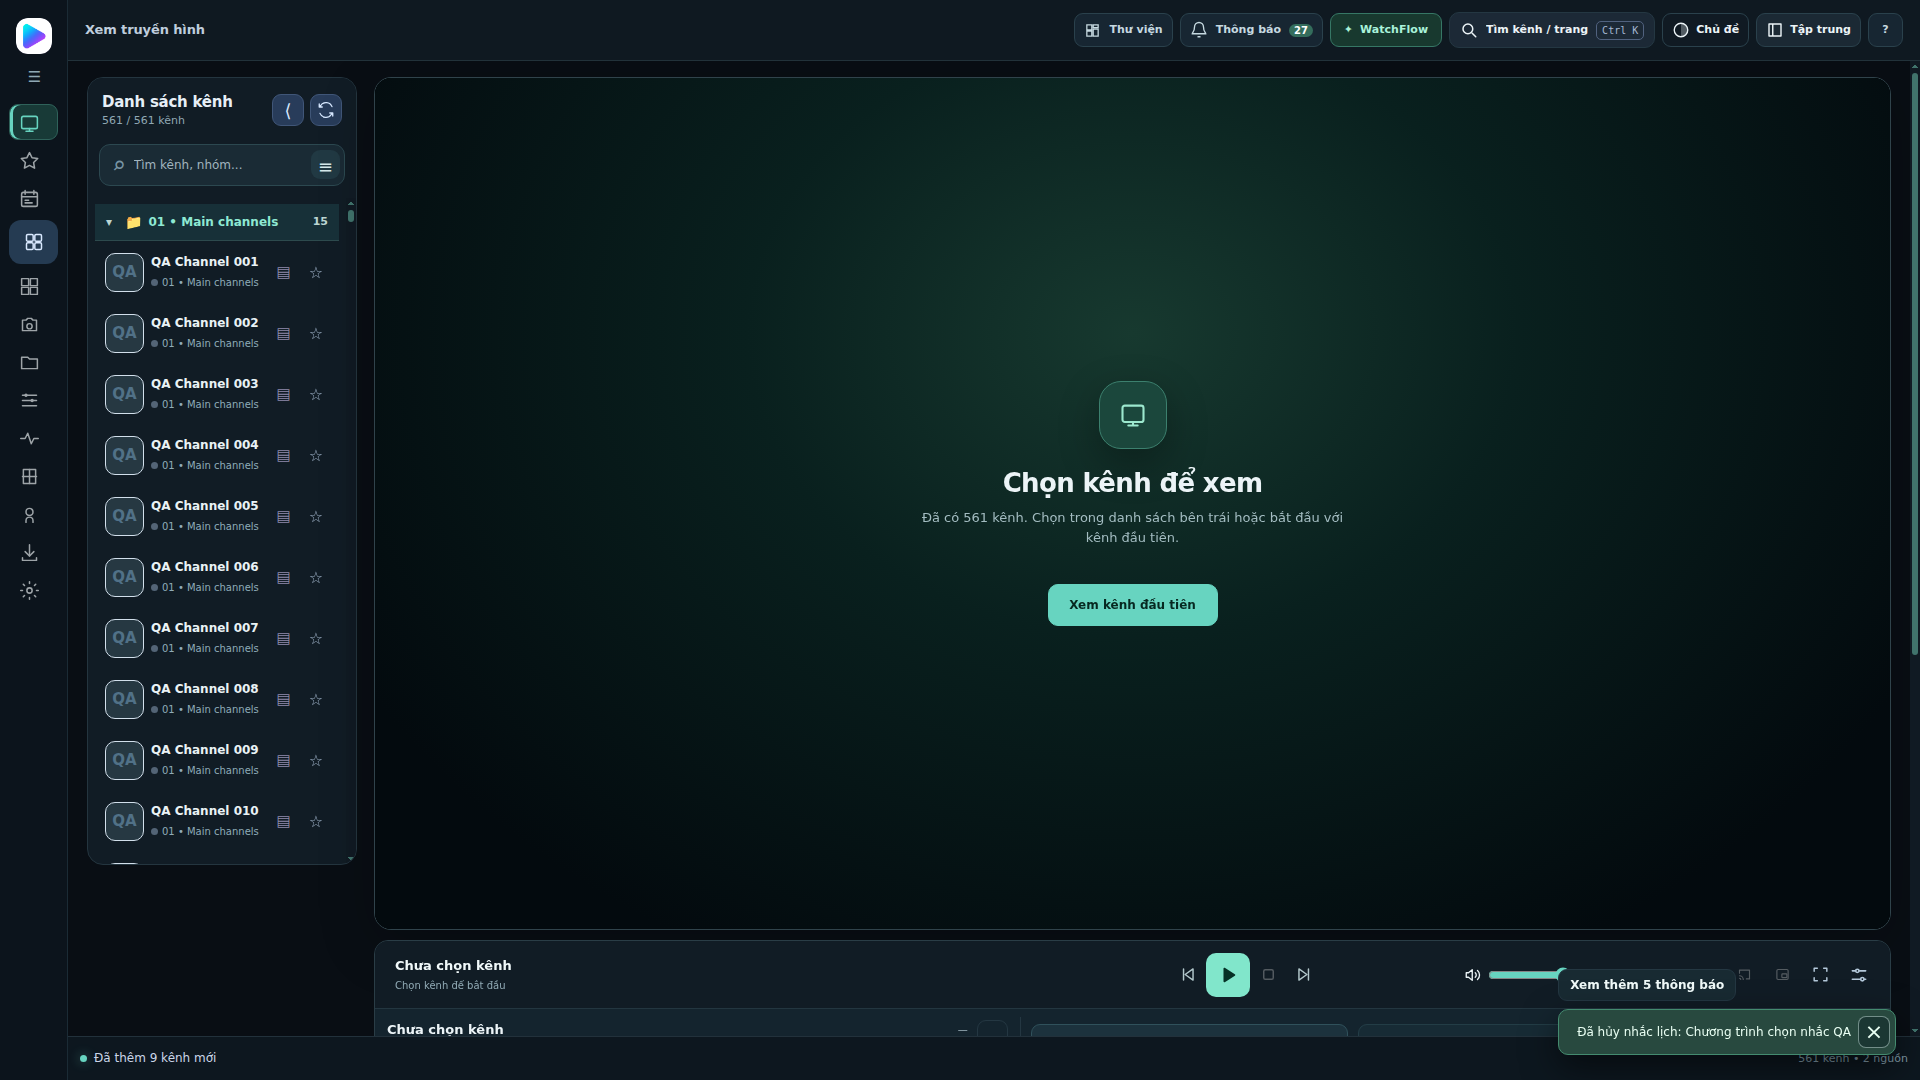 Xem truyền hình
Thư viện
Thông báo 27
✦ WatchFlow
Tìm kênh / trang Ctrl K
Chủ đề
Tập trung
?
Danh sách kênh
561 / 561 kênh
Tìm kênh, nhóm...
01 • Main channels 15
QA QA Channel 001
01 • Main channels
QA QA Channel 002
01 • Main channels
QA QA Channel 003
01 • Main channels
QA QA Channel 004
01 • Main channels
QA QA Channel 005
01 • Main channels
QA QA Channel 006
01 • Main channels
QA QA Channel 007
01 • Main channels
QA QA Channel 008
01 • Main channels
QA QA Channel 009
01 • Main channels
QA QA Channel 010
01 • Main channels
Chọn kênh để xem
Đã có 561 kênh. Chọn trong danh sách bên trái hoặc bắt đầu với
kênh đầu tiên.
Xem kênh đầu tiên
Chưa chọn kênh
Chọn kênh để bắt đầu
Chưa chọn kênh
Xem thêm 5 thông báo
Đã hủy nhắc lịch: Chương trình chọn nhắc QA
Đã thêm 9 kênh mới
561 kênh • 2 nguồn